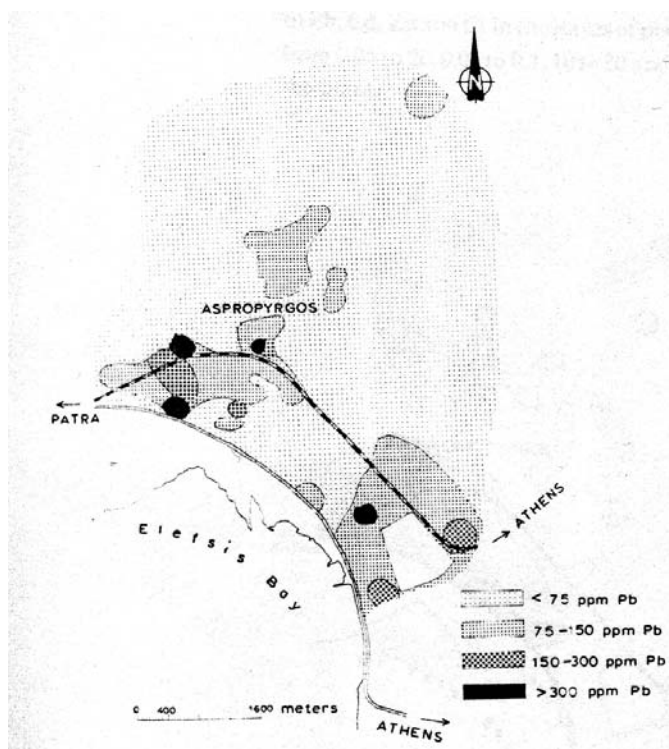 N
ASPROPYRGOS
PATRA
ATHENS
Elefsis Bay
< 75 ppm Pb
75-150 ppm Pb
150-300 ppm Pb
>300 ppm Pb
0 400 1600 meters
ATHENS